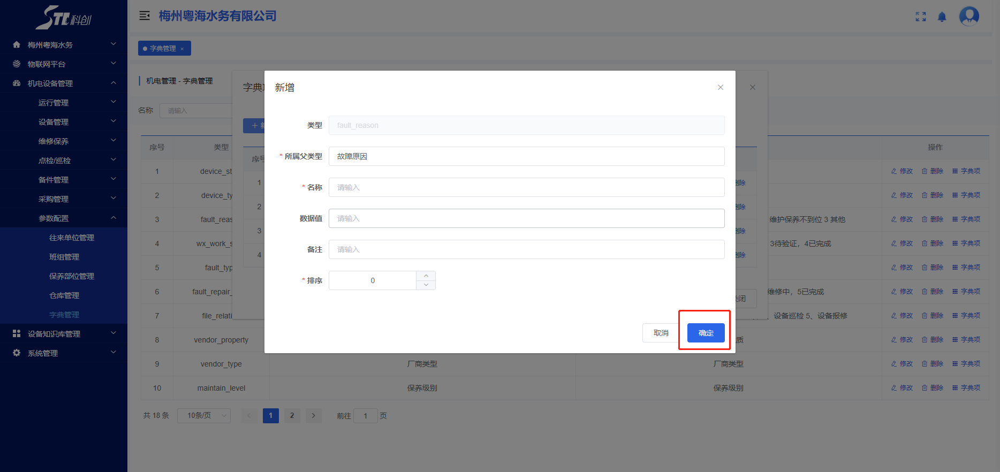 STC科创
梅州粤海水务有限公司
梅州粤海水务
物联网平台
机电设备管理
运行管理
设备管理
维修保养
点检/巡检
备件管理
采购管理
参数配置
往来单位管理
班组管理
保养部位管理
仓库管理
字典管理
设备知识库管理
系统管理
字典管理 ×
机电管理 - 字典管理
名称 请输入
字典
新增
类型 fault_reason
* 所属父类型 故障原因
* 名称 请输入
数据值 请输入
备注 请输入
* 排序 0
取消 确定
序号 类型 操作
1 device_st 修改 删除 字典项
2 device_ty 修改 删除 字典项
3 fault_reas 维护保养不到位 3 其他 修改 删除 字典项
4 wx_work_s 3待验证，4已完成 修改 删除 字典项
5 fault_typ 修改 删除 字典项
6 fault_repair_ 维修中，5已完成 修改 删除 字典项
7 file_relati 、设备巡检 5、设备报修 修改 删除 字典项
8 vendor_property 质 修改 删除 字典项
9 vendor_type 厂商类型 厂商类型 修改 删除 字典项
10 maintain_level 保养级别 保养级别 修改 删除 字典项
序号
1 删除
2 删除
3 删除
4 删除
关闭
共 18 条 10条/页 1 2 前往 1 页